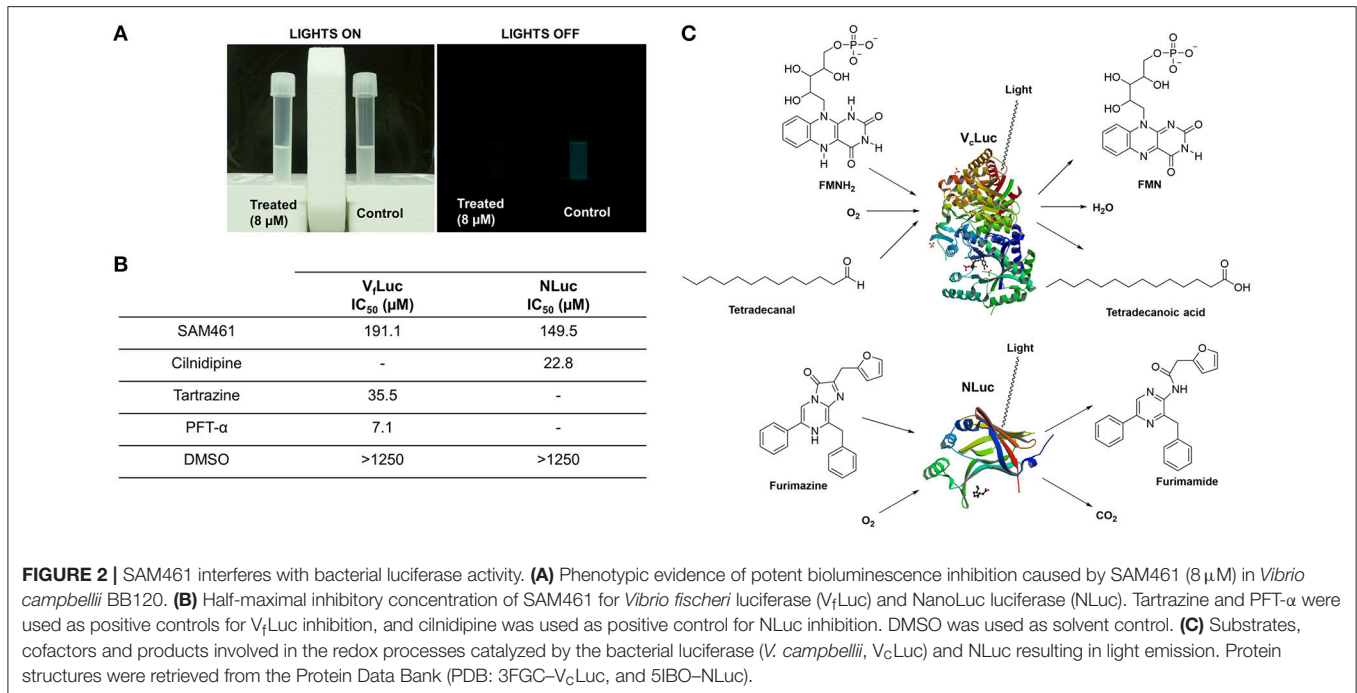 A
LIGHTS ON
LIGHTS OFF
Treated
(8 µM)
Control
Treated
(8 µM)
Control
B
VfLuc
IC50 (µM)
NLuc
IC50 (µM)
SAM461 191.1 149.5
Cilnidipine - 22.8
Tartrazine 35.5 -
PFT-α 7.1 -
DMSO >1250 >1250
C
Light
VcLuc
FMNH2
FMN
O2
H2O
Tetradecanal
Tetradecanoic acid
Light
NLuc
Furimazine
Furimamide
O2
CO2
FIGURE 2 | SAM461 interferes with bacterial luciferase activity. (A) Phenotypic evidence of potent bioluminescence inhibition caused by SAM461 (8 µM) in Vibrio
campbellii BB120. (B) Half-maximal inhibitory concentration of SAM461 for Vibrio fischeri luciferase (VfLuc) and NanoLuc luciferase (NLuc). Tartrazine and PFT-α were
used as positive controls for VfLuc inhibition, and cilnidipine was used as positive control for NLuc inhibition. DMSO was used as solvent control. (C) Substrates,
cofactors and products involved in the redox processes catalyzed by the bacterial luciferase (V. campbellii, VCLuc) and NLuc resulting in light emission. Protein
structures were retrieved from the Protein Data Bank (PDB: 3FGC–VCLuc, and 5IBO–NLuc).